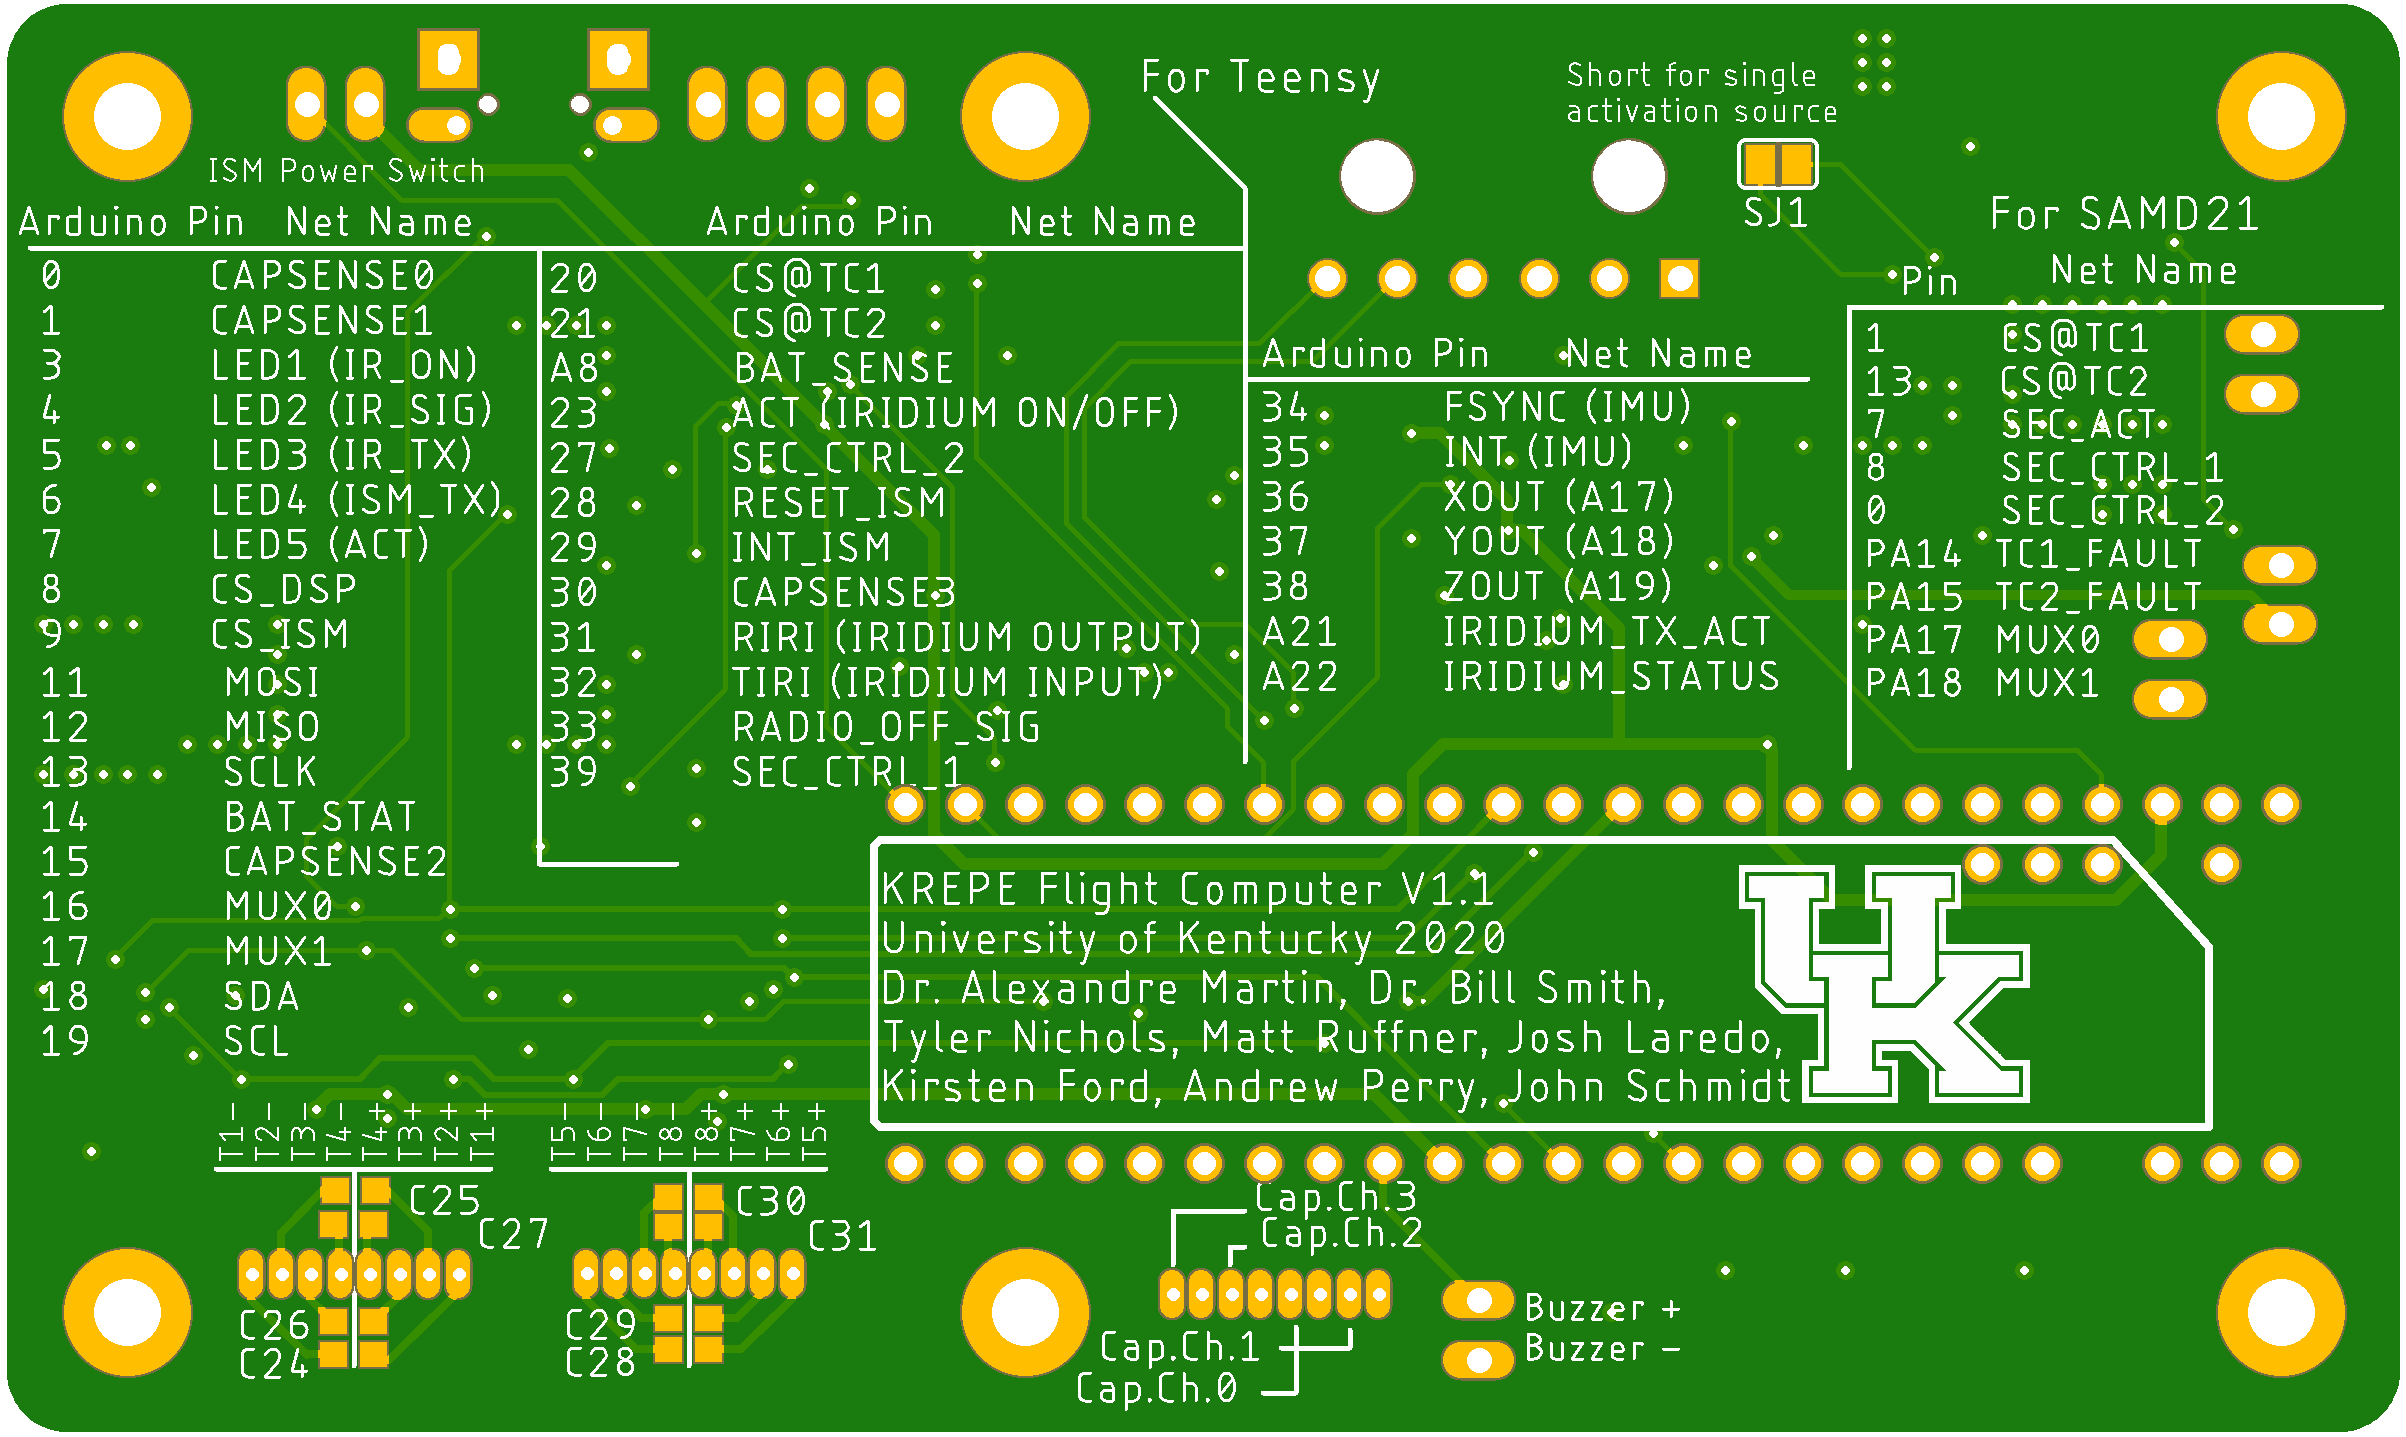 For Teensy
Short for single
activation source
ISM Power Switch
SJ1
For SAMD21
Arduino Pin Net Name
0 CAPSENSE0
1 CAPSENSE1
3 LED1 (IR_ON)
4 LED2 (IR_SIG)
5 LED3 (IR_TX)
6 LED4 (ISM_TX)
7 LED5 (ACT)
8 CS_DSP
9 CS_ISM
11 MOSI
12 MISO
13 SCLK
14 BAT_STAT
15 CAPSENSE2
16 MUX0
17 MUX1
18 SDA
19 SCL
Arduino Pin Net Name
20 CS@TC1
21 CS@TC2
A8 BAT_SENSE
23 ACT (IRIDIUM ON/OFF)
27 SEC_CTRL_2
28 RESET_ISM
29 INT_ISM
30 CAPSENSE3
31 RIRI (IRIDIUM OUTPUT)
32 TIRI (IRIDIUM INPUT)
33 RADIO_OFF_SIG
39 SEC_CTRL_1
Arduino Pin Net Name
34 FSYNC (IMU)
35 INT (IMU)
36 XOUT (A17)
37 YOUT (A18)
38 ZOUT (A19)
A21 IRIDIUM_TX_ACT
A22 IRIDIUM_STATUS
Pin Net Name
1 CS@TC1
13 CS@TC2
7 SEC_ACT
8 SEC_CTRL_1
0 SEC_CTRL_2
PA14 TC1_FAULT
PA15 TC2_FAULT
PA17 MUX0
PA18 MUX1
KREPE Flight Computer V1.1
University of Kentucky 2020
Dr. Alexandre Martin, Dr. Bill Smith,
Tyler Nichols, Matt Ruffner, Josh Laredo,
Kirsten Ford, Andrew Perry, John Schmidt
UK
T1-
T2-
T3-
T4-
T4+
T3+
T2+
T1+
T5-
T6-
T7-
T8-
T8+
T7+
T6+
T5+
C25
C27
C26
C24
C30
C31
C29
C28
Cap.Ch.3
Cap.Ch.2
Cap.Ch.1
Cap.Ch.0
Buzzer +
Buzzer -